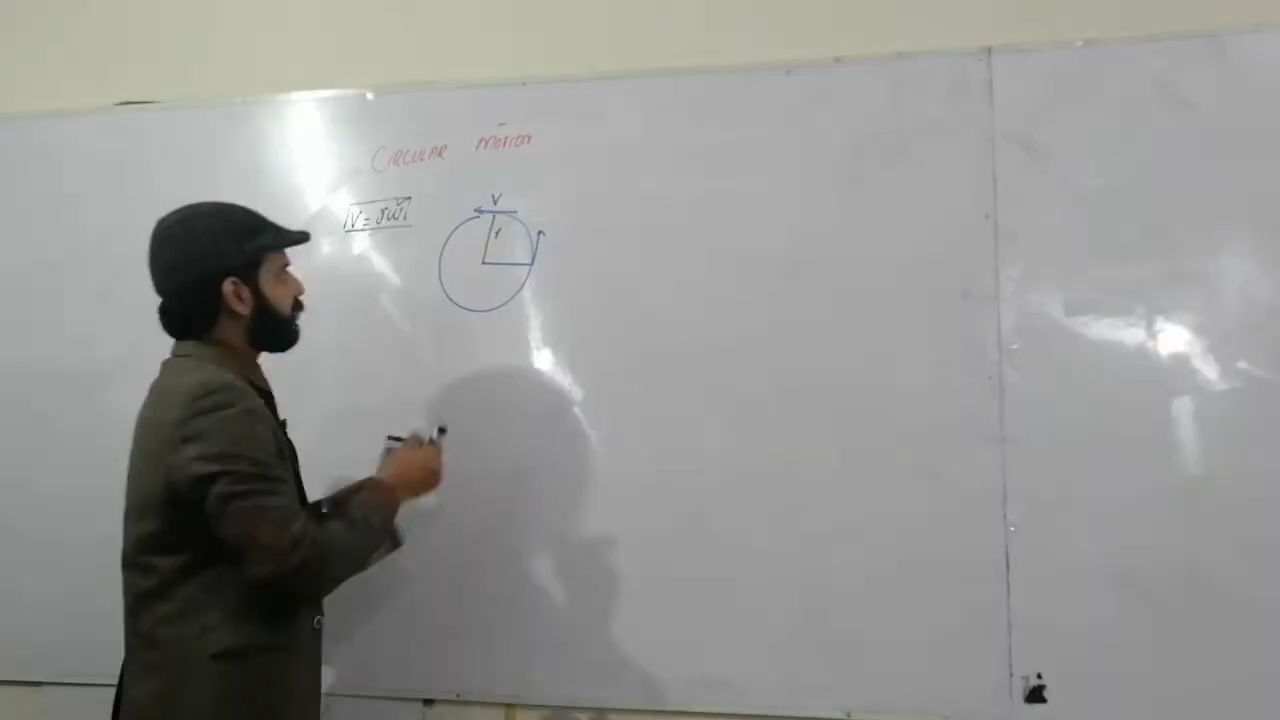 CIRCULAR MOTION
V = rω
V
r